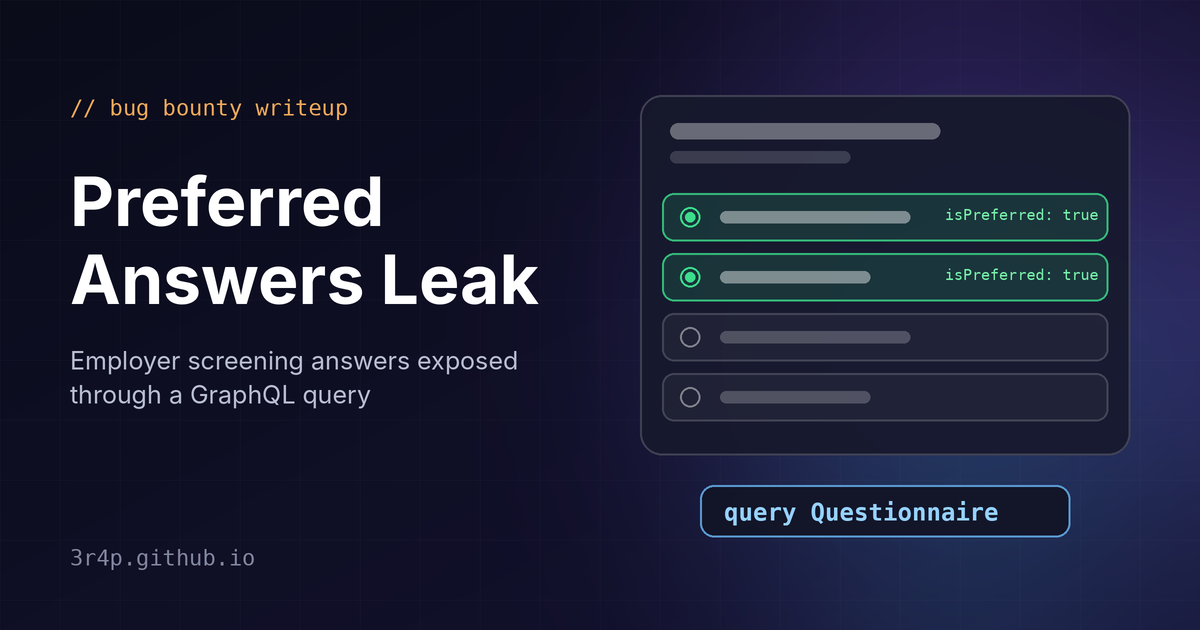 // bug bounty writeup
Preferred
Answers Leak
Employer screening answers exposed
through a GraphQL query
3r4p.github.io
isPreferred: true
isPreferred: true
query Questionnaire